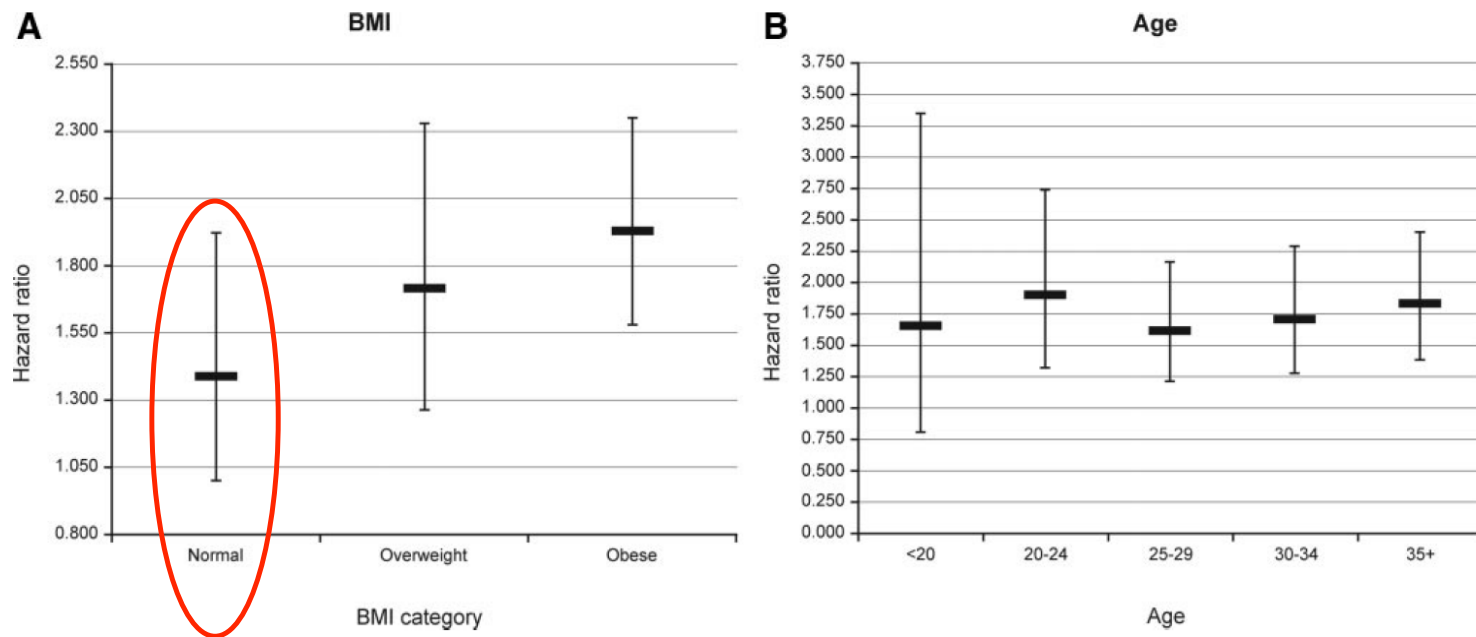 A
BMI
2.550
2.300
2.050
1.800
1.550
1.300
1.050
0.800
Hazard ratio
Normal Overweight Obese
BMI category
B
Age
3.750
3.500
3.250
3.000
2.750
2.500
2.250
2.000
1.750
1.500
1.250
1.000
0.750
0.500
0.250
0.000
Hazard ratio
<20 20-24 25-29 30-34 35+
Age